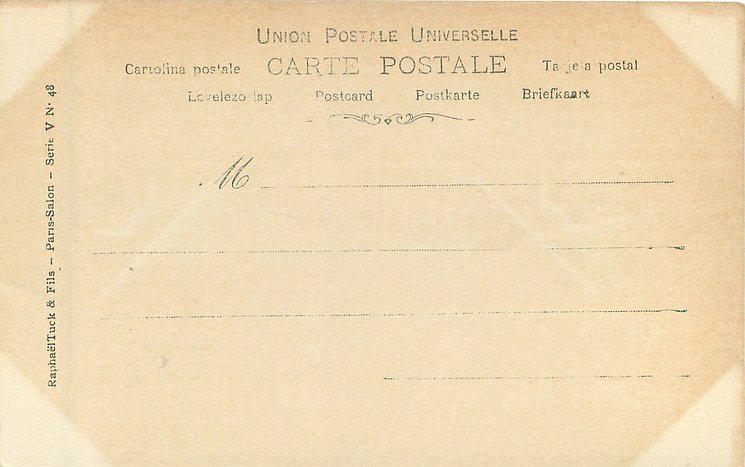 UNION POSTALE UNIVERSELLE
Cartolina postale CARTE POSTALE Tarjeta postal
Levelezo lap Postcard Postkarte Briefkaart
M
Raphaël Tuck & Fils – Paris-Salon – Serie V N· 48